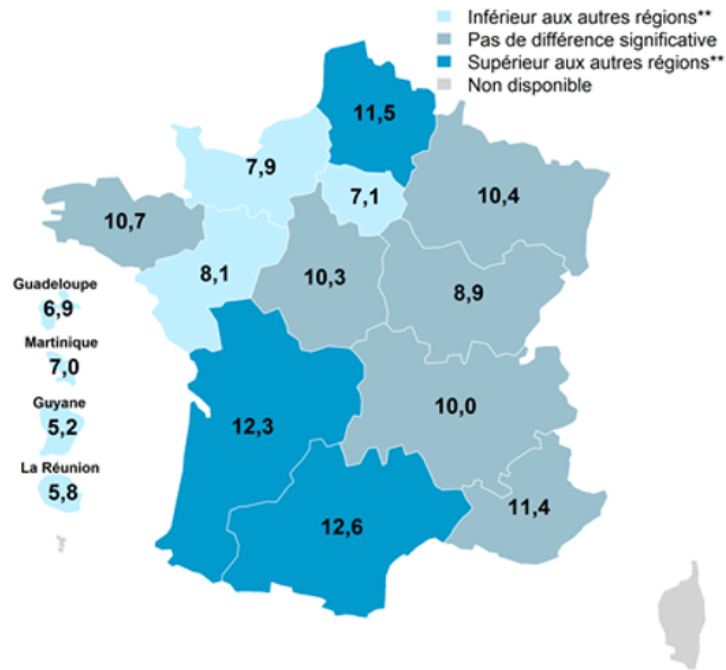 Inférieur aux autres régions**
Pas de différence significative
Supérieur aux autres régions**
Non disponible
11,5
7,9
7,1
10,4
10,7
8,1
10,3
8,9
Guadeloupe
6,9
Martinique
7,0
Guyane
5,2
La Réunion
5,8
10,0
12,3
11,4
12,6